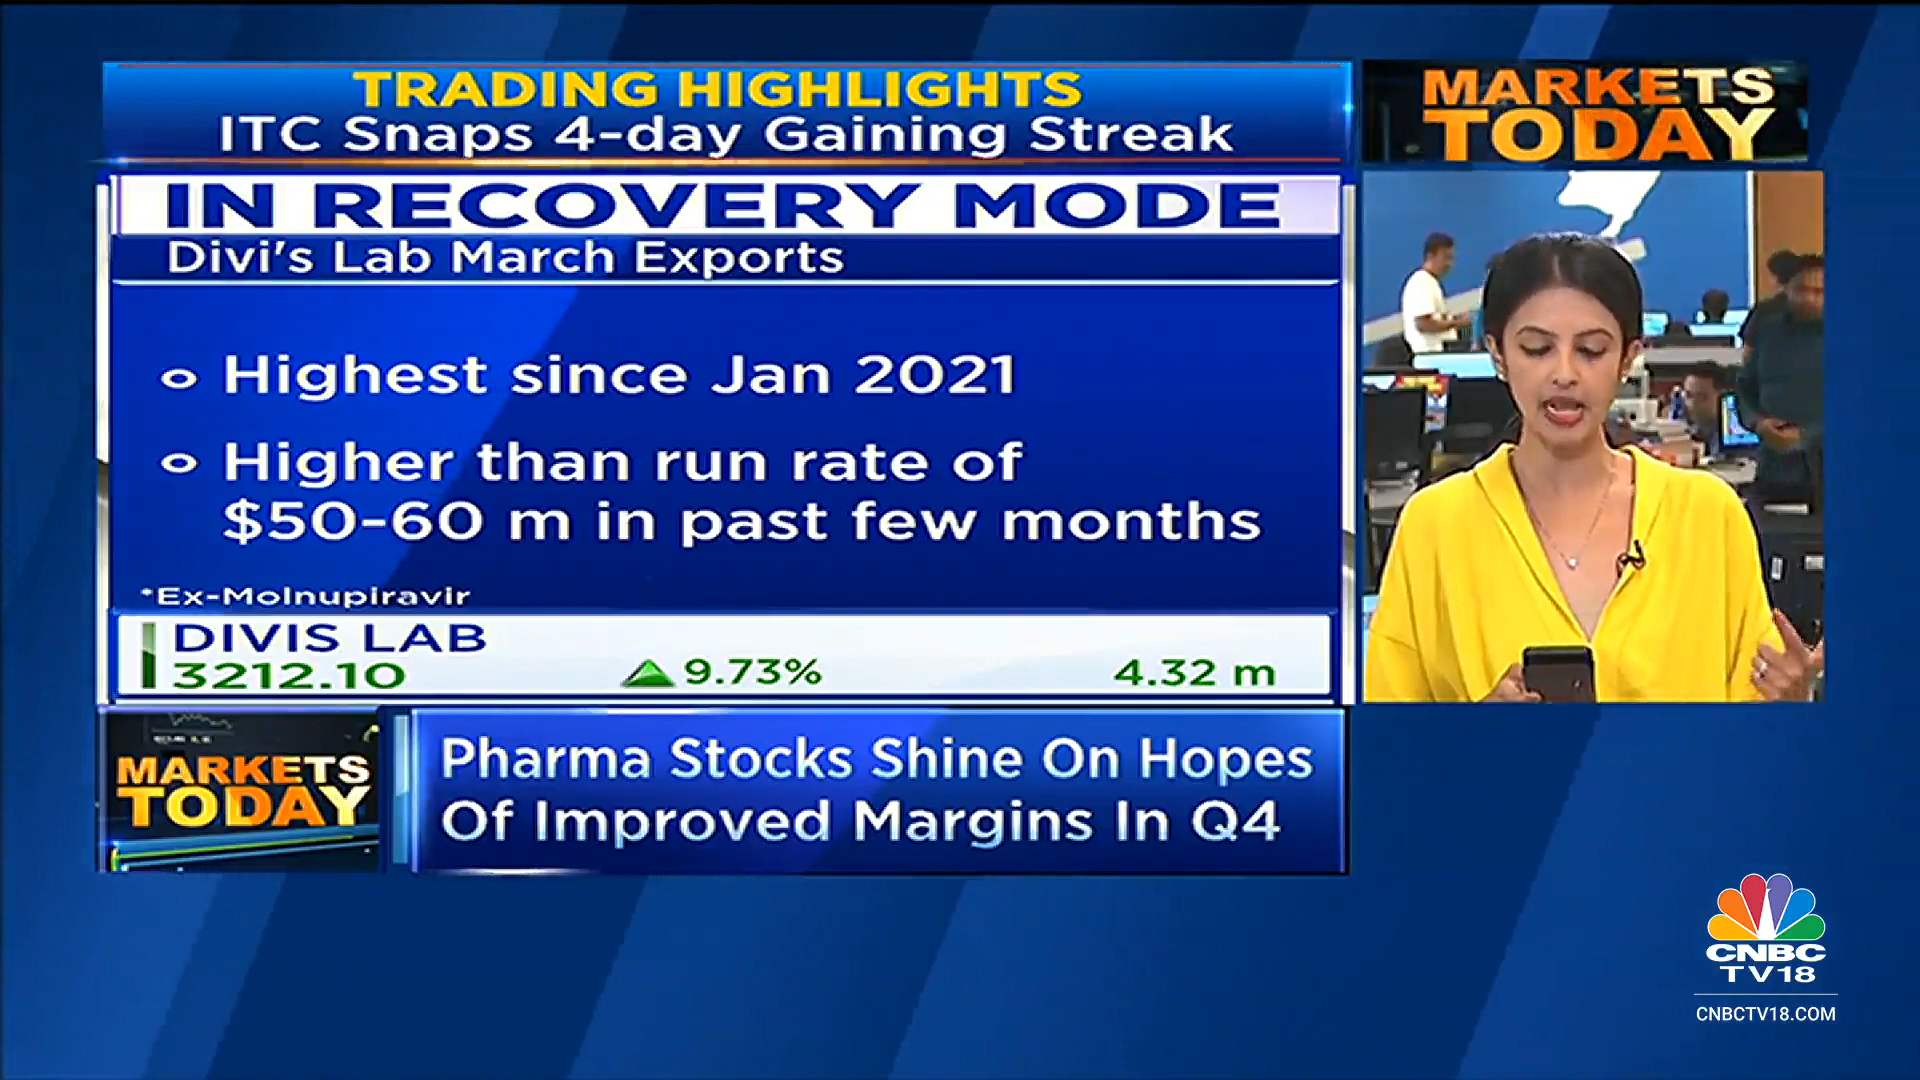 TRADING HIGHLIGHTS
ITC Snaps 4-day Gaining Streak
MARKETS
TODAY
IN RECOVERY MODE
Divi's Lab March Exports
Highest since Jan 2021
Higher than run rate of
$50-60 m in past few months
*Ex-Molnupiravir
DIVIS LAB
3212.10 9.73% 4.32 m
MARKETS
TODAY
Pharma Stocks Shine On Hopes
Of Improved Margins In Q4
CNBC
TV18
CNBCTV18.COM